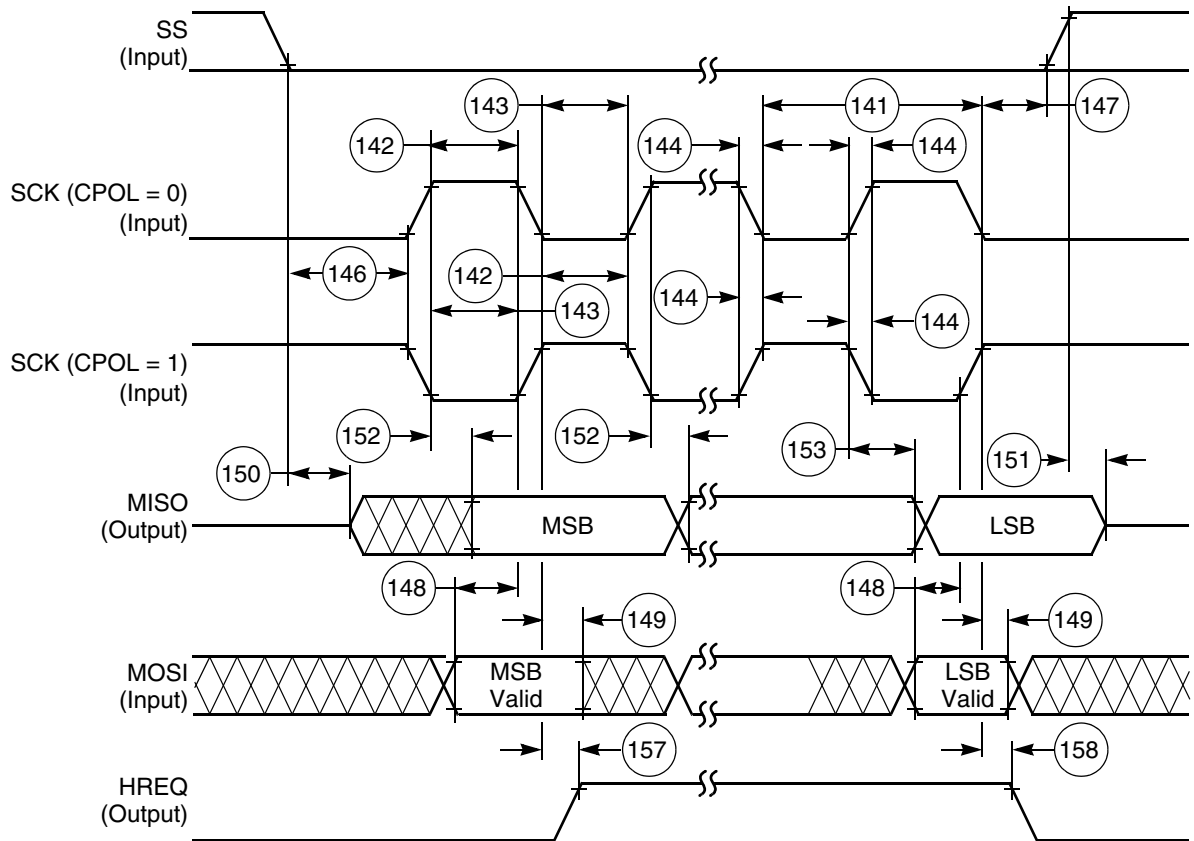 SS
(Input)
143
141
147
142
144
144
SCK (CPOL = 0)
(Input)
146
142
144
143
144
SCK (CPOL = 1)
(Input)
152
152
153
151
150
MISO
(Output)
MSB
LSB
148
148
149
149
MOSI
(Input)
MSB
Valid
LSB
Valid
157
158
HREQ
(Output)